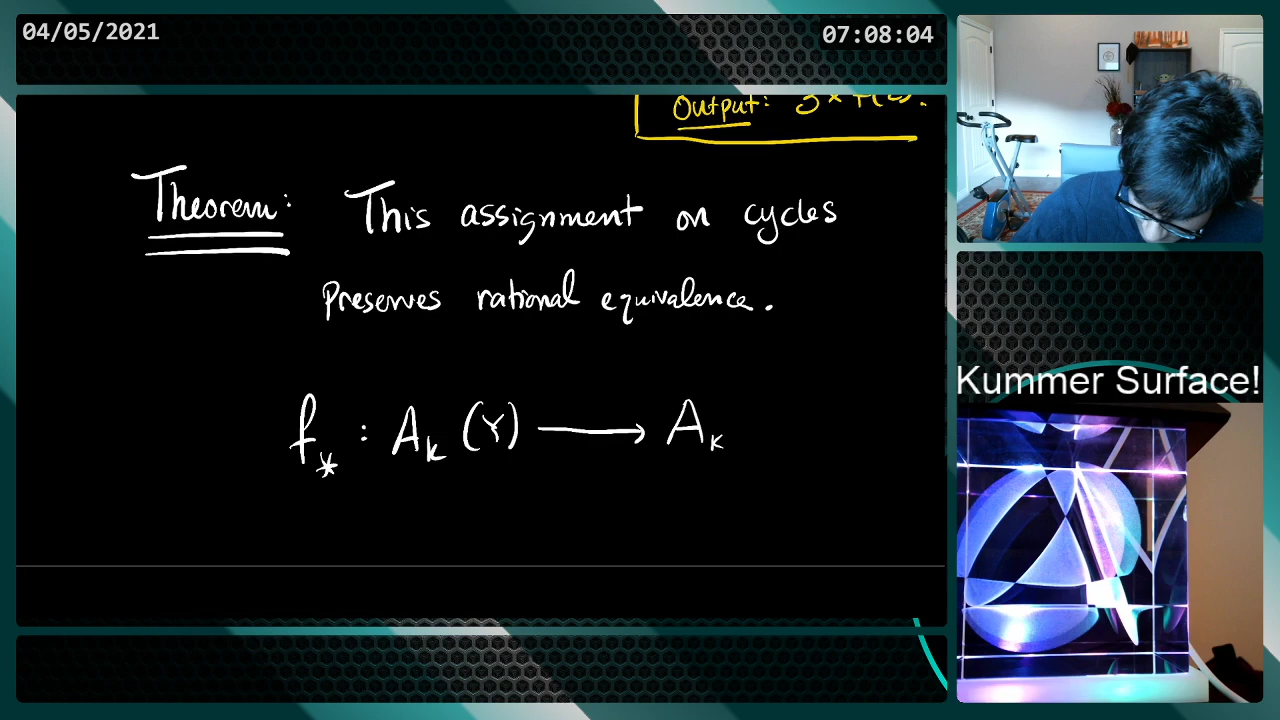 04/05/2021
07:08:04
Output:
Theorem: This assignment on cycles
preserves rational equivalence.
f_* : A_k (Y) ⟶ A_k
Kummer Surface!